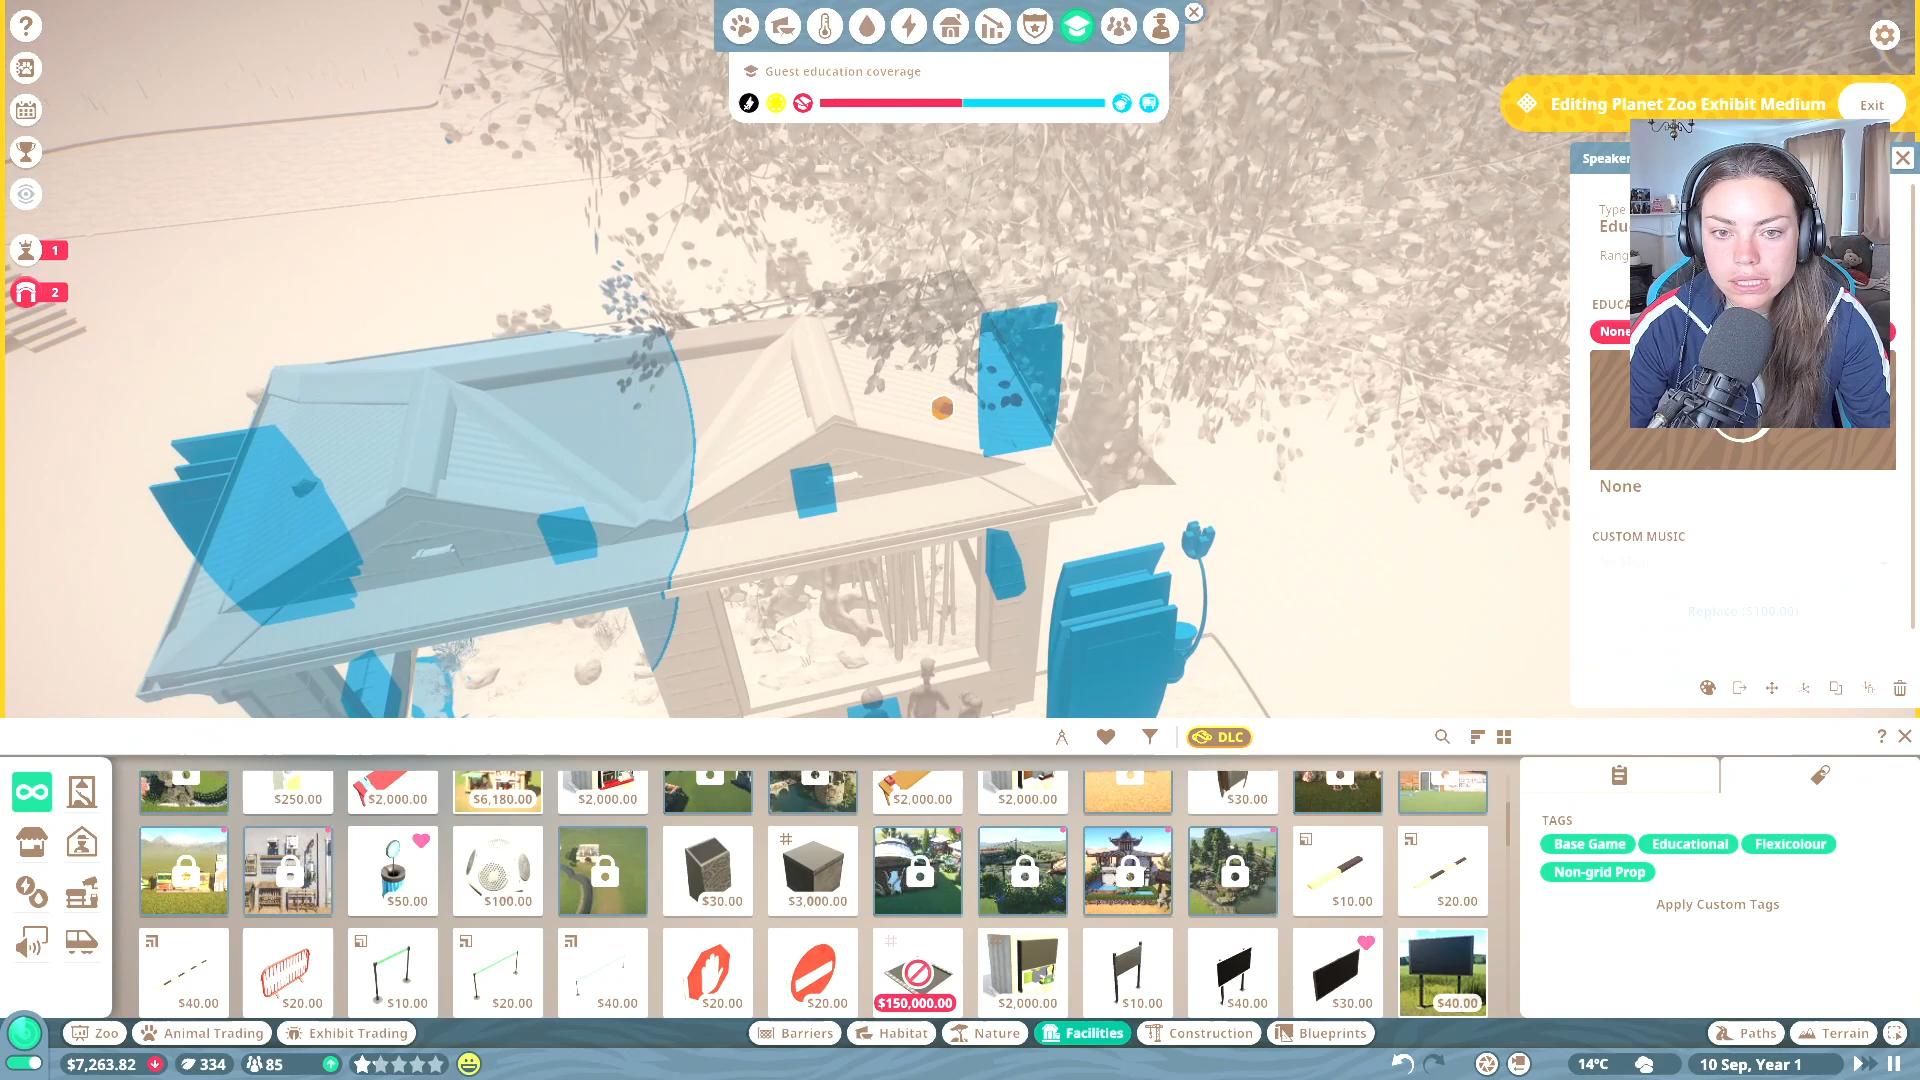 Guest education coverage
Editing Planet Zoo Exhibit Medium
Exit
1
2
Speaker
Type
Edu
Rang
EDUCA
None
None
CUSTOM MUSIC
Replace ($100.00)
DLC
?
?
$250.00
$2,000.00
$6,180.00
$2,000.00
$2,000.00
$2,000.00
$30.00
$50.00
$100.00
$30.00
$3,000.00
$10.00
$20.00
$40.00
$20.00
$10.00
$20.00
$40.00
$20.00
$20.00
$150,000.00
$2,000.00
$10.00
$40.00
$30.00
$40.00
TAGS
Base Game
Educational
Flexicolour
Non-grid Prop
Apply Custom Tags
Zoo
Animal Trading
Exhibit Trading
Barriers
Habitat
Nature
Facilities
Construction
Blueprints
Paths
Terrain
$7,263.82
334
85
14°C
10 Sep, Year 1